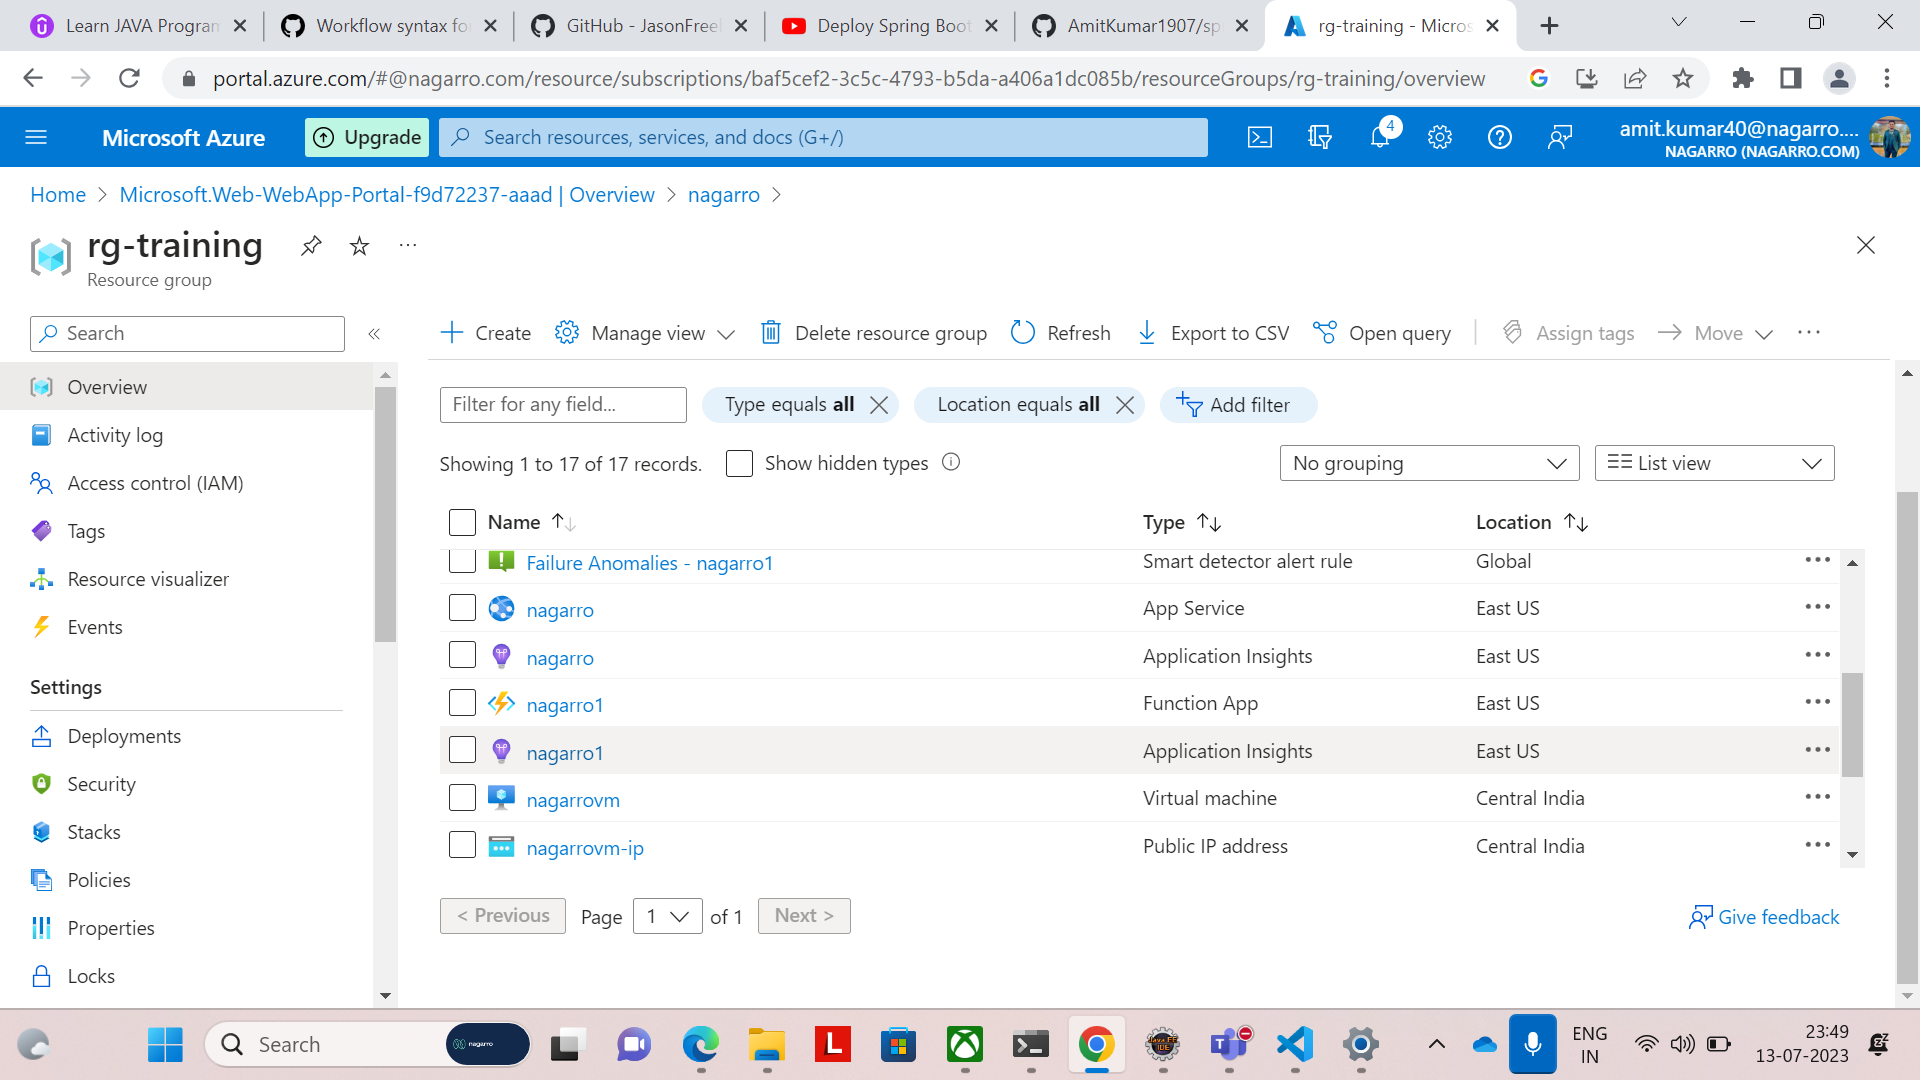 Learn JAVA Program
Workflow syntax fo
GitHub - JasonFreel
Deploy Spring Boot
AmitKumar1907/sp
rg-training - Micros
portal.azure.com/#@nagarro.com/resource/subscriptions/baf5cef2-3c5c-4793-b5da-a406a1dc085b/resourceGroups/rg-training/overview
Microsoft Azure
Upgrade
Search resources, services, and docs (G+/)
4
amit.kumar40@nagarro....
NAGARRO (NAGARRO.COM)
Home > Microsoft.Web-WebApp-Portal-f9d72237-aaad | Overview > nagarro >
rg-training
Resource group
Search
Create
Manage view
Delete resource group
Refresh
Export to CSV
Open query
Assign tags
Move
Overview
Activity log
Access control (IAM)
Tags
Resource visualizer
Events
Settings
Deployments
Security
Stacks
Policies
Properties
Locks
Filter for any field...
Type equals all
Location equals all
Add filter
Showing 1 to 17 of 17 records.
Show hidden types
No grouping
List view
Name Type Location
Failure Anomalies - nagarro1 Smart detector alert rule Global
nagarro App Service East US
nagarro Application Insights East US
nagarro1 Function App East US
nagarro1 Application Insights East US
nagarrovm Virtual machine Central India
nagarrovm-ip Public IP address Central India
< Previous Page 1 of 1 Next >
Give feedback
Search
nagarro
ENG
IN
23:49
13-07-2023